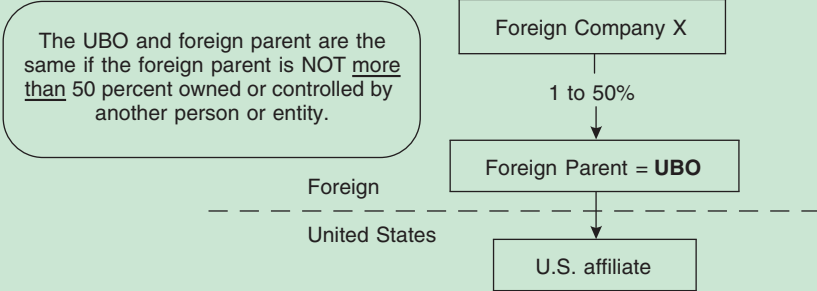 The UBO and foreign parent are the
same if the foreign parent is NOT more
than 50 percent owned or controlled by
another person or entity.
Foreign Company X
1 to 50%
Foreign Parent = UBO
Foreign
United States
U.S. affiliate